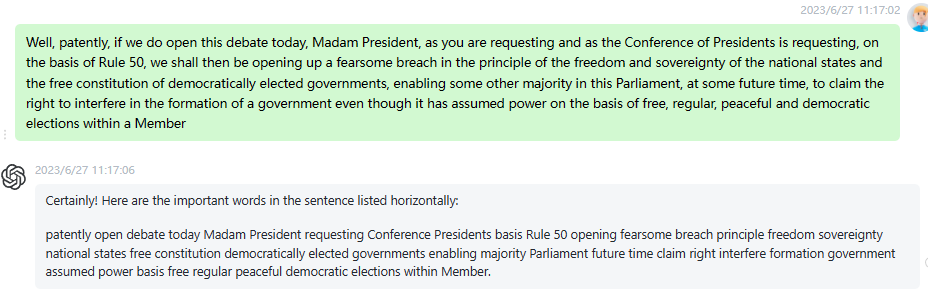 2023/6/27 11:17:02
Well, patently, if we do open this debate today, Madam President, as you are requesting and as the Conference of Presidents is requesting, on
the basis of Rule 50, we shall then be opening up a fearsome breach in the principle of the freedom and sovereignty of the national states and
the free constitution of democratically elected governments, enabling some other majority in this Parliament, at some future time, to claim the
right to interfere in the formation of a government even though it has assumed power on the basis of free, regular, peaceful and democratic
elections within a Member
2023/6/27 11:17:06
Certainly! Here are the important words in the sentence listed horizontally:
patently open debate today Madam President requesting Conference Presidents basis Rule 50 opening fearsome breach principle freedom sovereignty
national states free constitution democratically elected governments enabling majority Parliament future time claim right interfere formation government
assumed power basis free regular peaceful democratic elections within Member.